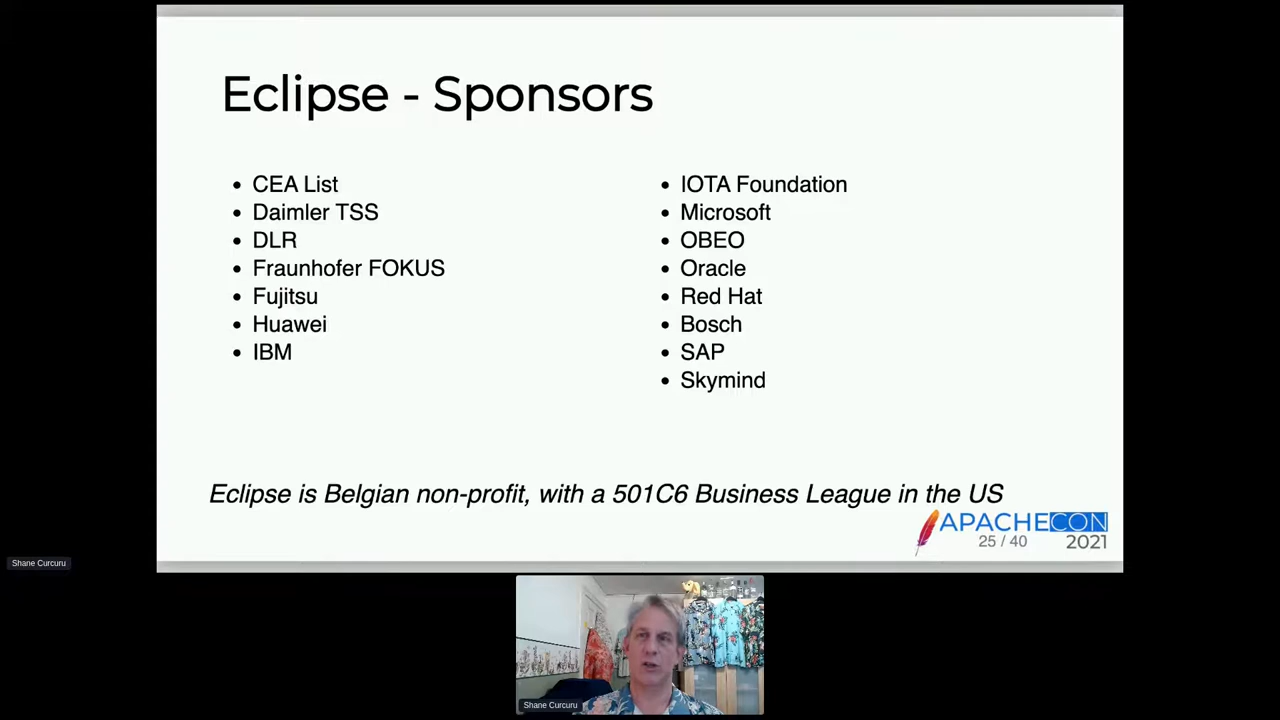 Eclipse - Sponsors
CEA List
Daimler TSS
DLR
Fraunhofer FOKUS
Fujitsu
Huawei
IBM
IOTA Foundation
Microsoft
OBEO
Oracle
Red Hat
Bosch
SAP
Skymind
Eclipse is Belgian non-profit, with a 501C6 Business League in the US
APACHECON
25 / 40
2021
Shane Curcuru
Shane Curcuru